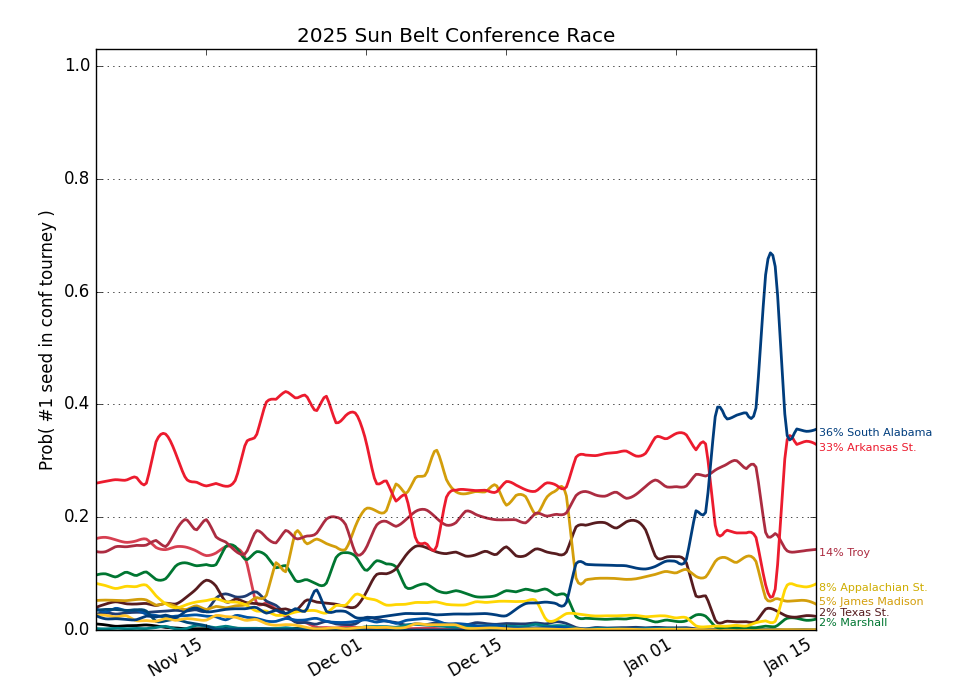 2025 Sun Belt Conference Race
1.0
0.8
0.6
0.4
0.2
0.0
Prob( #1 seed in conf tourney )
36% South Alabama
33% Arkansas St.
14% Troy
8% Appalachian St.
5% James Madison
2% Texas St.
2% Marshall
Nov 15
Dec 01
Dec 15
Jan 01
Jan 15